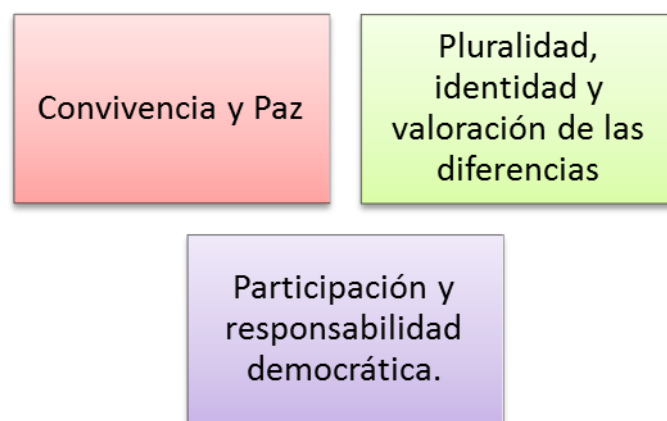 Convivencia y Paz
Pluralidad,
identidad y
valoración de las
diferencias
Participación y
responsabilidad
democrática.